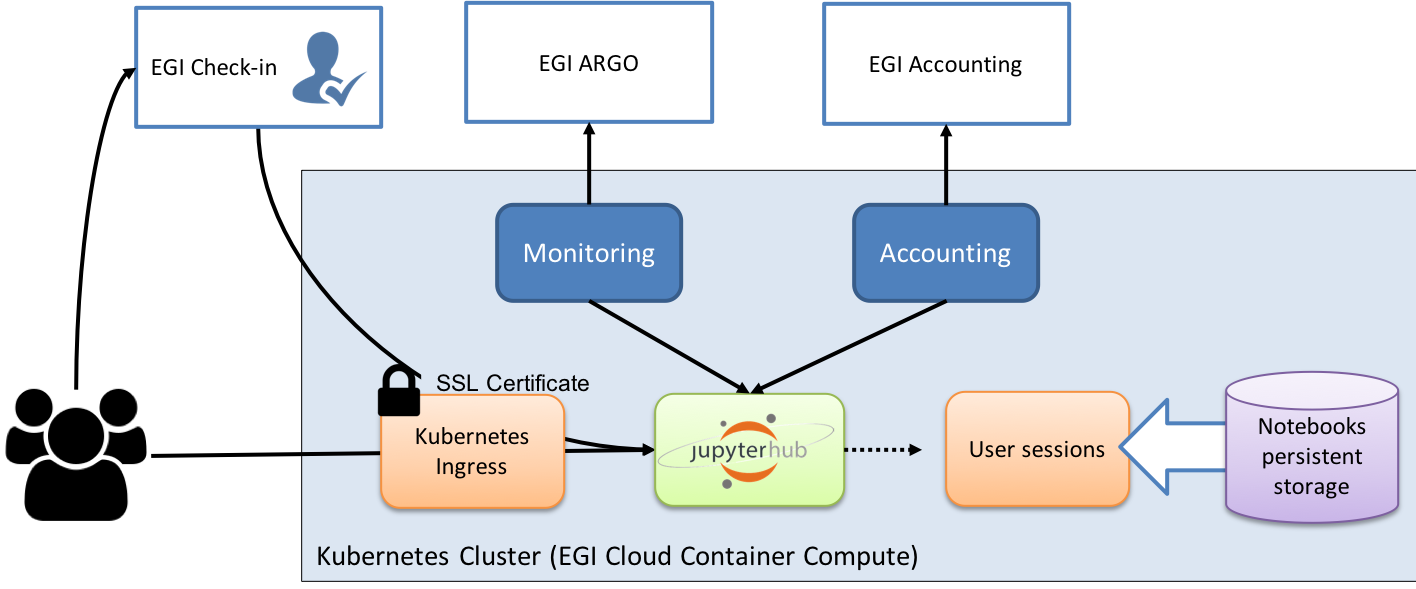 EGI Check-in
EGI ARGO
EGI Accounting
Monitoring
Accounting
SSL Certificate
Kubernetes
Ingress
jupyterhub
User sessions
Notebooks
persistent
storage
Kubernetes Cluster (EGI Cloud Container Compute)